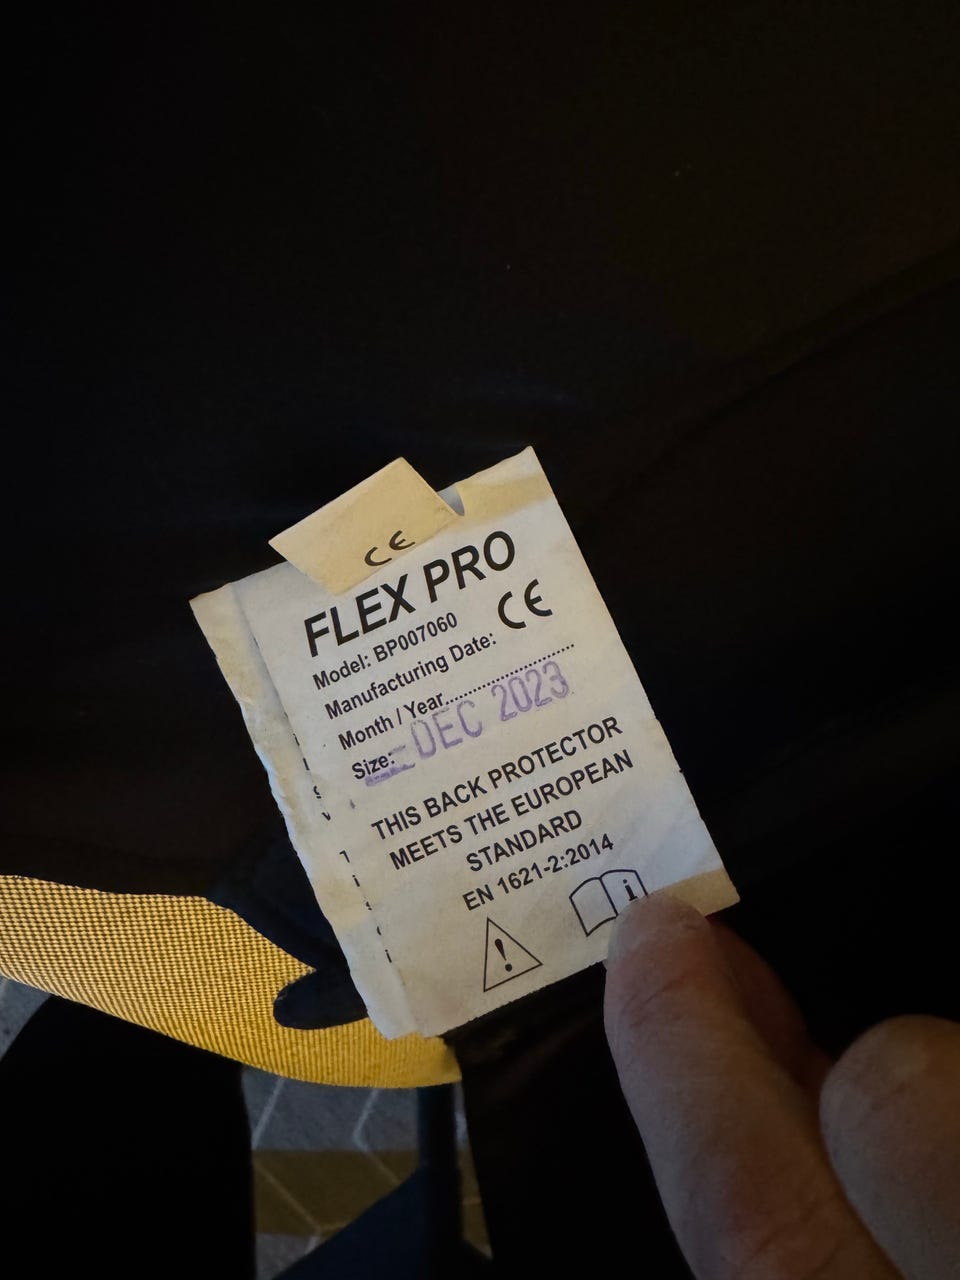 CE
FLEX PRO
Model: BP007060
CE
Manufacturing Date:
Month / Year......................
DEC 2023
Size:
THIS BACK PROTECTOR
MEETS THE EUROPEAN
STANDARD
EN 1621-2:2014
i